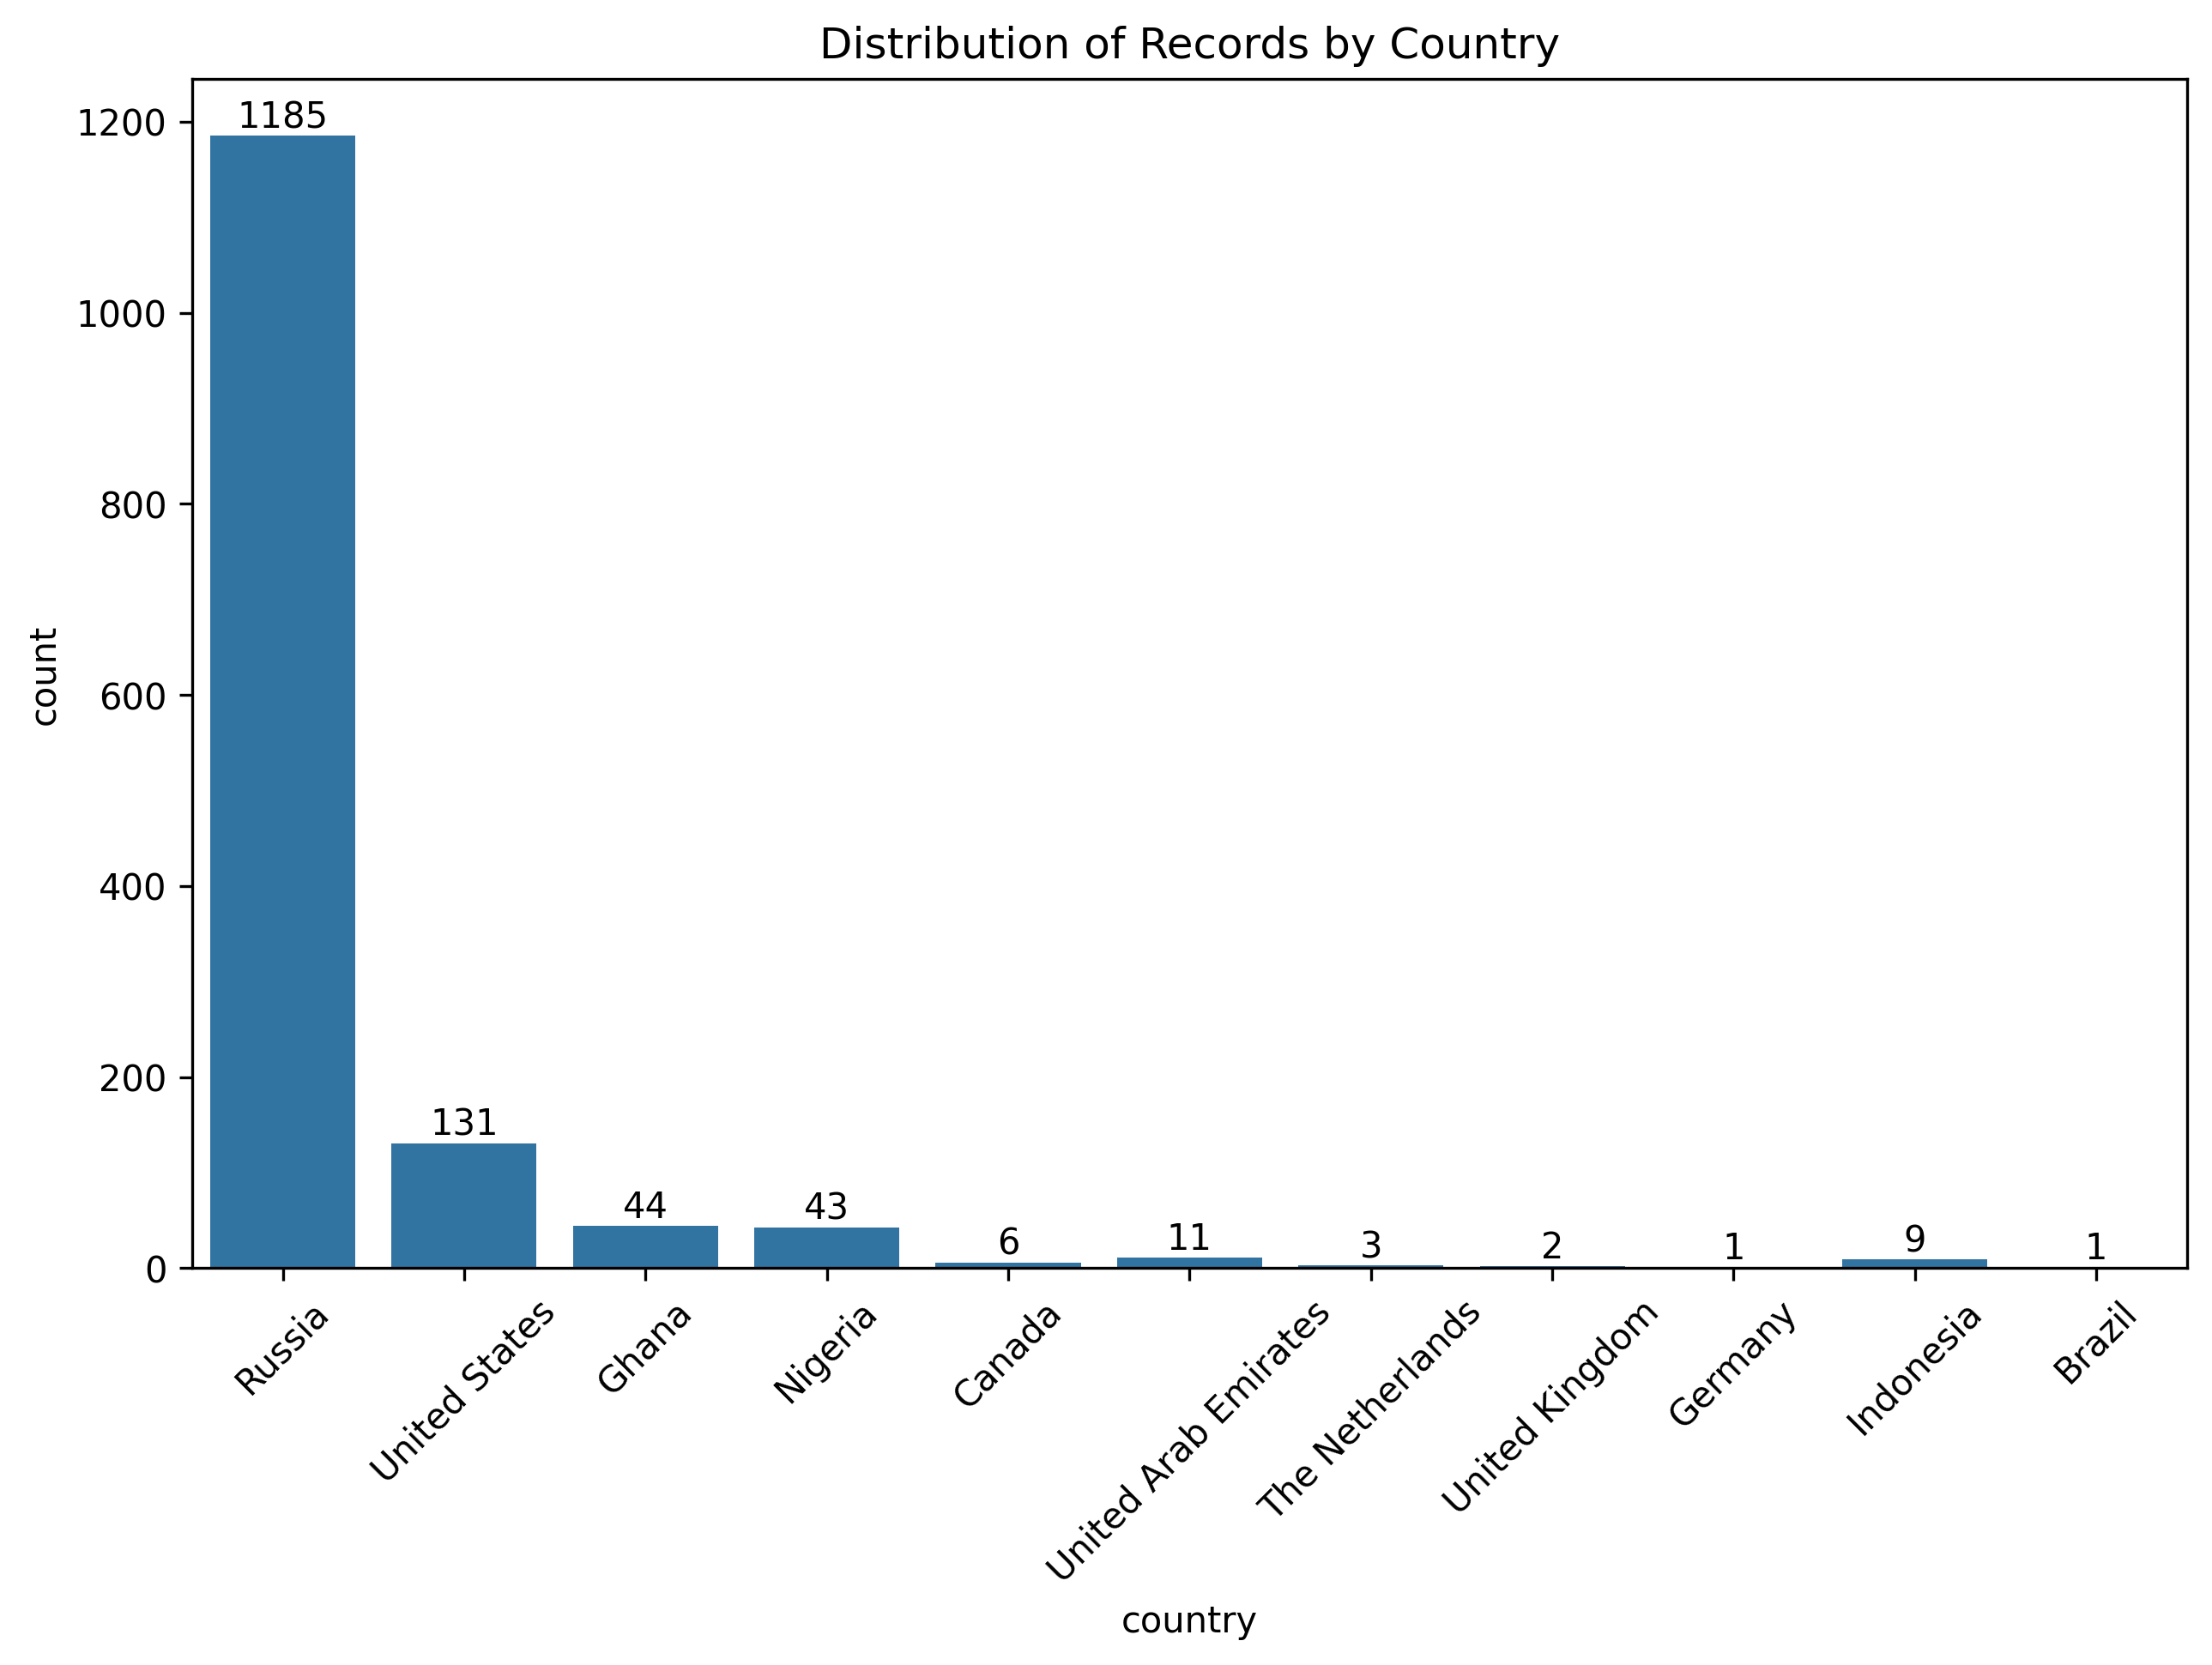 Distribution of Records by Country
1200
1000
800
600
400
200
0
count
1185
131
44
43
6
11
3
2
1
9
1
Russia
United States
Ghana
Nigeria
Canada
United Arab Emirates
The Netherlands
United Kingdom
Germany
Indonesia
Brazil
country